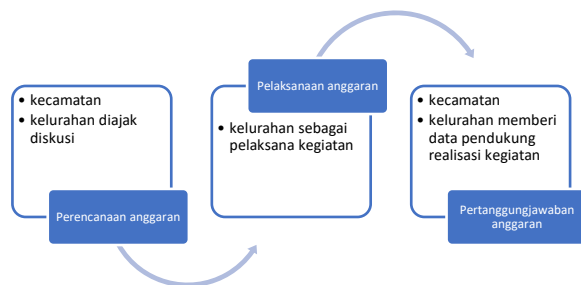 • kecamatan
• kelurahan diajak
diskusi
Perencanaan anggaran
Pelaksanaan anggaran
• kelurahan sebagai
pelaksana kegiatan
• kecamatan
• kelurahan memberi
data pendukung
realisasi kegiatan
Pertanggungjawaban
anggaran